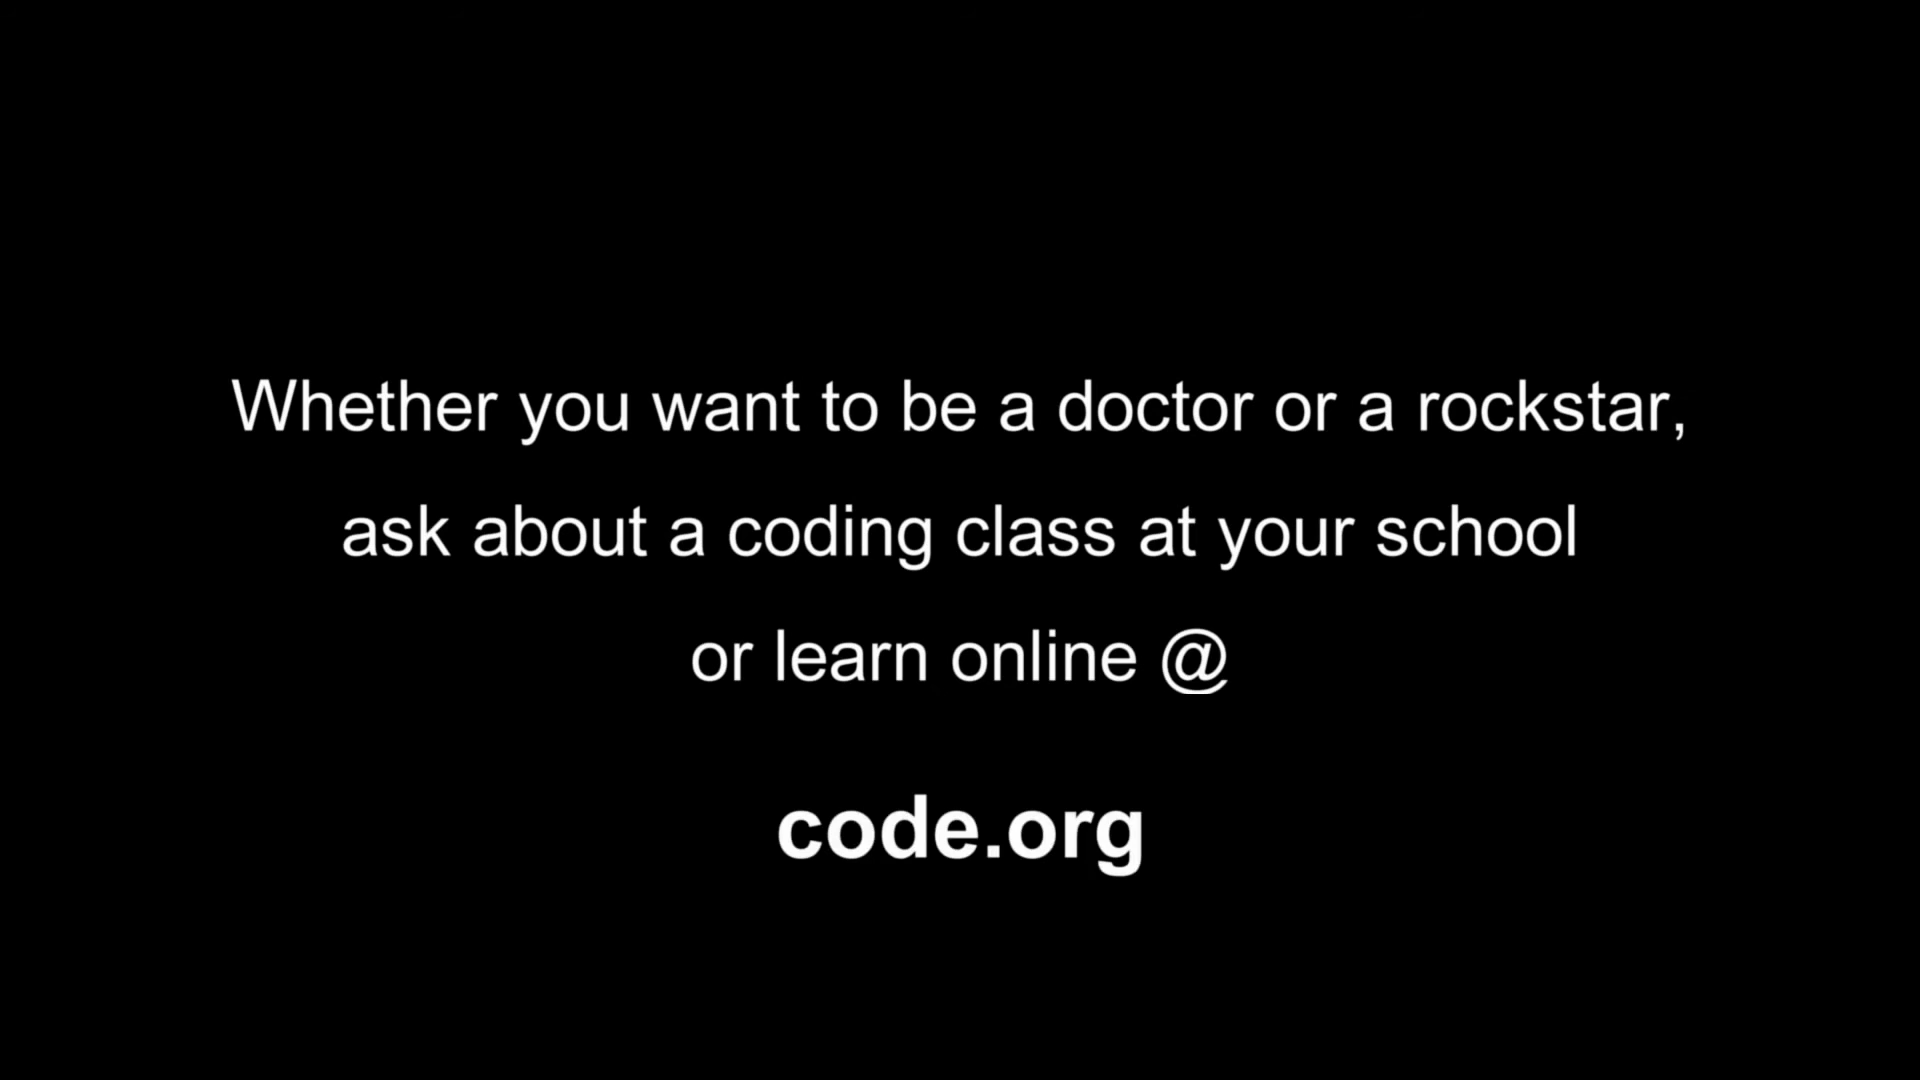 Whether you want to be a doctor or a rockstar,
ask about a coding class at your school
or learn online @
code.org